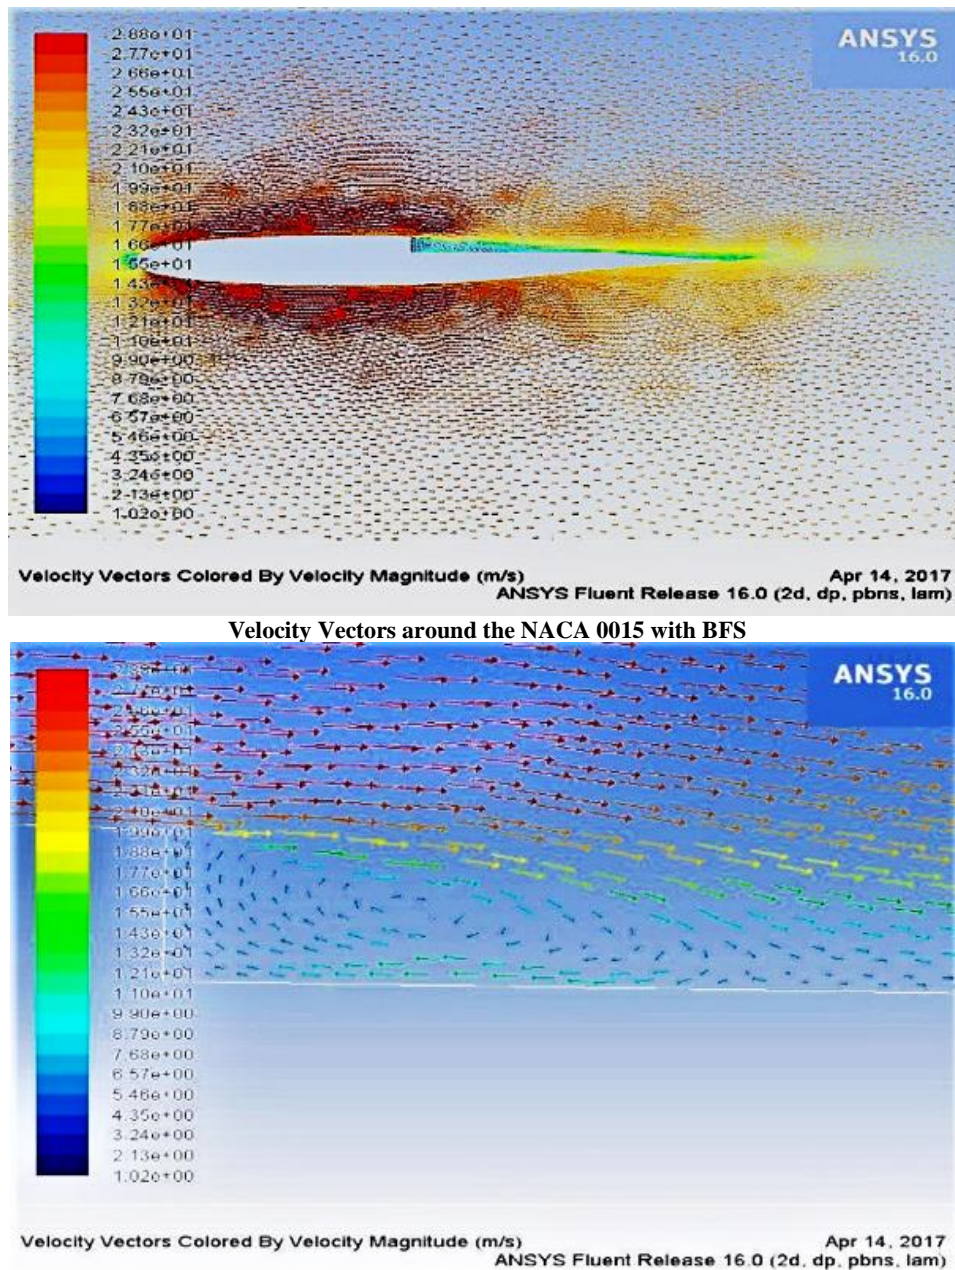 2.88e+01
2.77e+01
2.66e+01
2.55e+01
2.43e+01
2.32e+01
2.21e+01
2.10e+01
1.99e+01
1.88e+01
1.77e+01
1.66e+01
1.55e+01
1.43e+01
1.32e+01
1.21e+01
1.10e+01
9.90e+00
8.79e+00
7.68e+00
6.57e+00
5.46e+00
4.35e+00
3.24e+00
2.13e+00
1.02e+00
ANSYS
16.0
Velocity Vectors Colored By Velocity Magnitude (m/s)
Apr 14, 2017
ANSYS Fluent Release 16.0 (2d, dp, pbns, lam)
Velocity Vectors around the NACA 0015 with BFS
2.32e+01
1.99e+01
1.88e+01
1.77e+01
1.66e+01
1.55e+01
1.43e+01
1.32e+01
1.21e+01
1.10e+01
9.90e+00
8.79e+00
7.68e+00
6.57e+00
5.46e+00
4.35e+00
3.24e+00
2.13e+00
1.02e+00
ANSYS
16.0
Velocity Vectors Colored By Velocity Magnitude (m/s)
Apr 14, 2017
ANSYS Fluent Release 16.0 (2d, dp, pbns, lam)